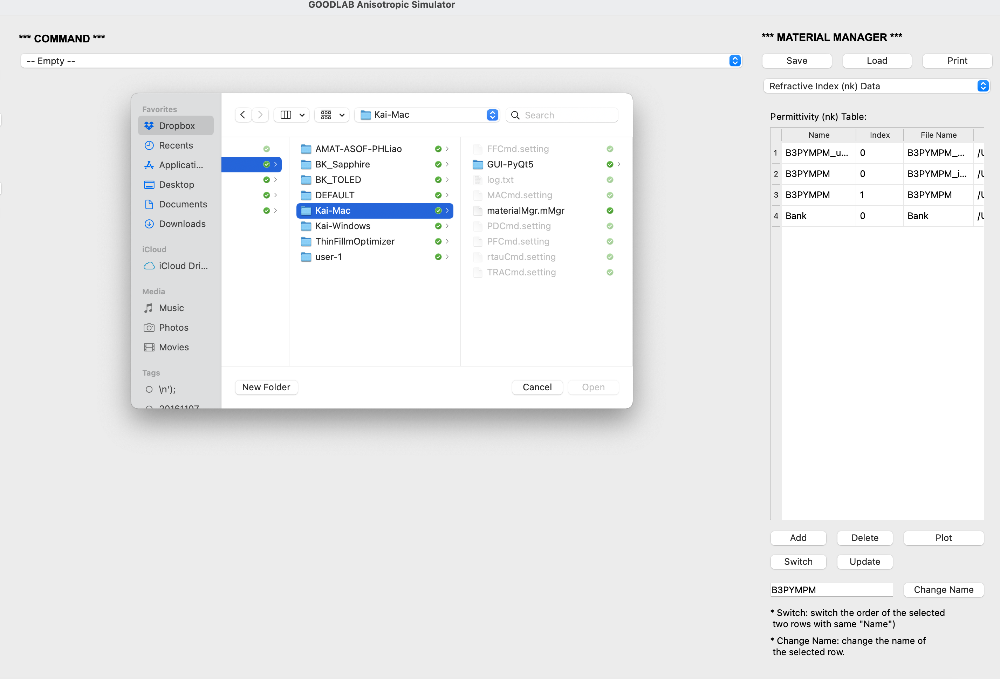 GOODLAB Anisotropic Simulator
*** COMMAND ***
-- Empty --
Favorites
Dropbox
Recents
Applicati...
Desktop
Documents
Downloads
iCloud
iCloud Dri...
Media
Music
Photos
Movies
Tags
\n');
20161107
Kai-Mac
Search
AMAT-ASOF-PHLiao
BK_Sapphire
BK_TOLED
DEFAULT
Kai-Mac
Kai-Windows
ThinFillmOptimizer
user-1
FFCmd.setting
GUI-PyQt5
log.txt
MACmd.setting
materialMgr.mMgr
PDCmd.setting
PFCmd.setting
rtauCmd.setting
TRACmd.setting
New Folder
Cancel
Open
*** MATERIAL MANAGER ***
Save Load Print
Refractive Index (nk) Data
Permittivity (nk) Table:
Name Index File Name
1 B3PYMPM_u... 0 B3PYMPM_...
2 B3PYMPM 0 B3PYMPM_i...
3 B3PYMPM 1 B3PYMPM
4 Bank 0 Bank
Add Delete Plot
Switch Update
B3PYMPM Change Name
* Switch: switch the order of the selected
two rows with same "Name")
* Change Name: change the name of
the selected row.